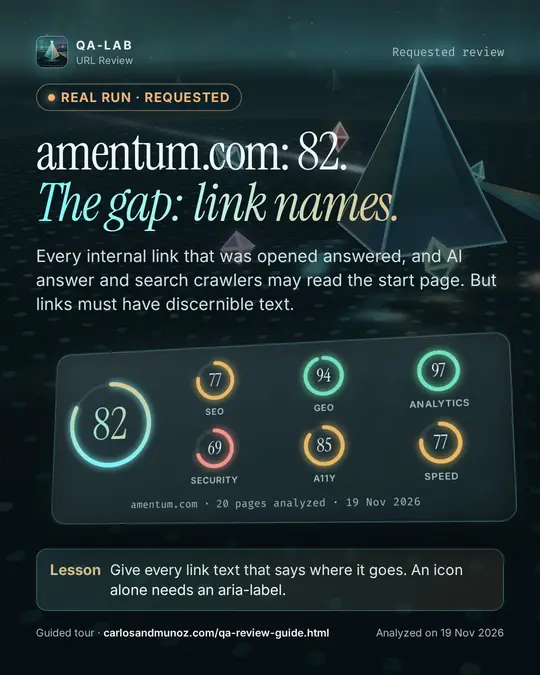 QA-LAB
URL Review
Requested review
REAL RUN · REQUESTED
amentum.com: 82.
The gap: link names.
Every internal link that was opened answered, and AI
answer and search crawlers may read the start page. But
links must have discernible text.
82
77
SEO
94
GEO
97
ANALYTICS
69
SECURITY
85
A11Y
77
SPEED
amentum.com · 20 pages analyzed · 19 Nov 2026
Lesson Give every link text that says where it goes. An icon
alone needs an aria-label.
Guided tour · carlosandmunoz.com/qa-review-guide.html
Analyzed on 19 Nov 2026